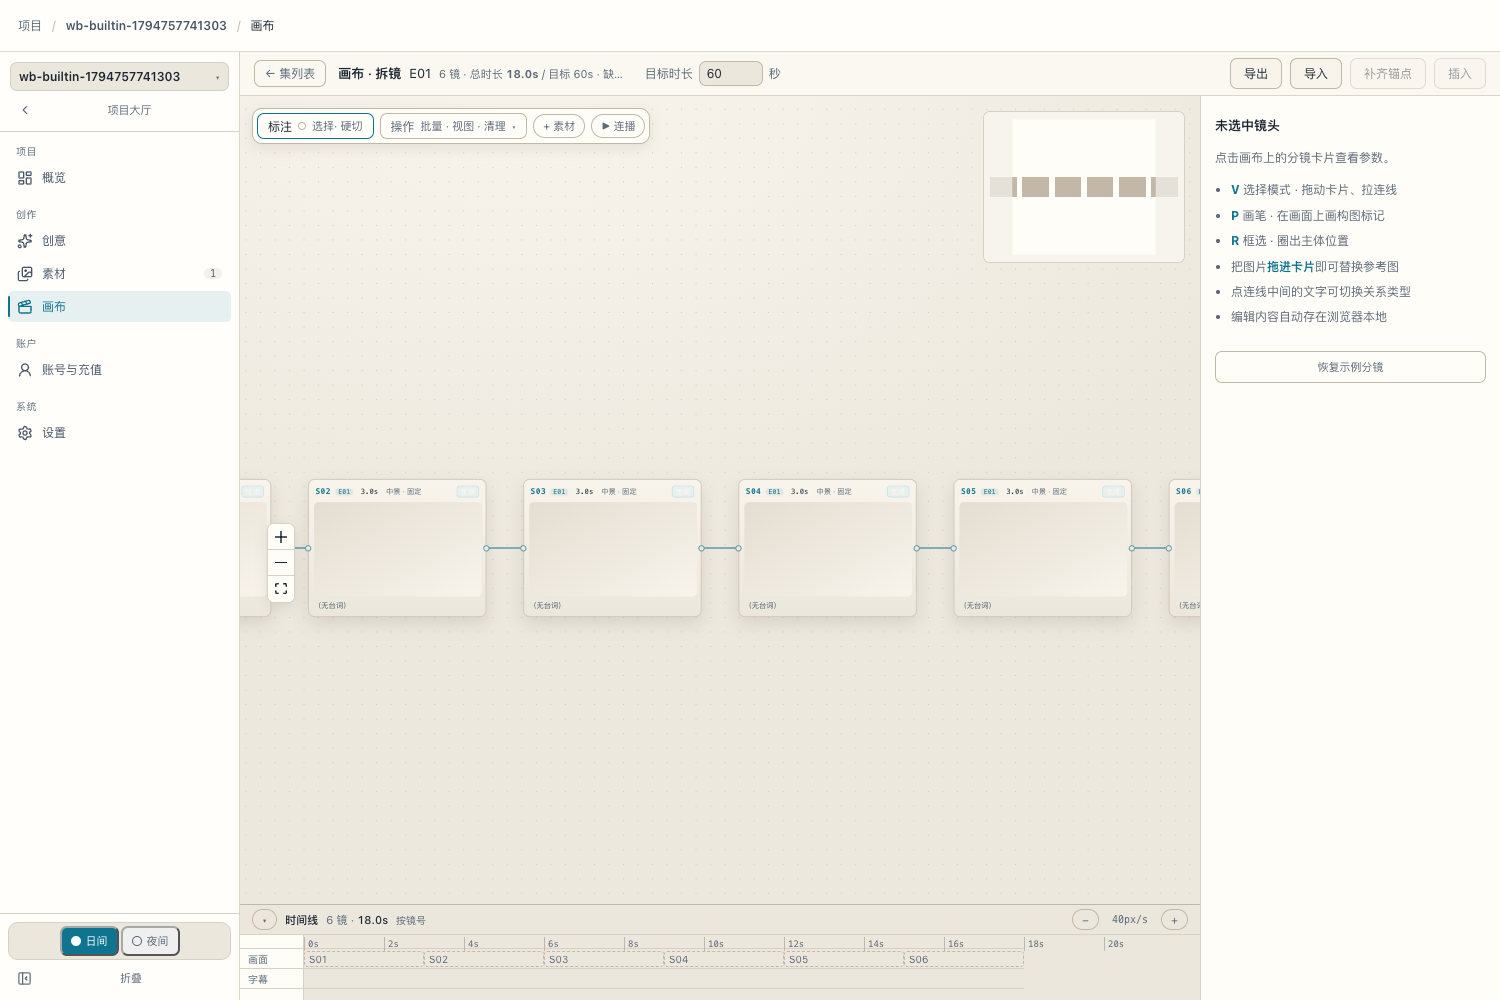 项目 / wb-builtin-1794757741303 / 画布
wb-builtin-1794757741303
项目大厅
项目
概览
创作
创意
素材 1
画布
账户
账号与充值
系统
设置
日间 夜间
折叠
← 集列表 画布 · 拆镜 E01 6 镜 · 总时长 18.0s / 目标 60s · 缺... 目标时长 60 秒
导出 导入 补齐锚点 插入
标注 选择· 硬切 操作 批量 · 视图 · 清理 + 素材 ▶ 连播
S02 E01 3.0s 中景 · 固定
(无台词)
S03 E01 3.0s 中景 · 固定
(无台词)
S04 E01 3.0s 中景 · 固定
(无台词)
S05 E01 3.0s 中景 · 固定
(无台词)
S06
未选中镜头
点击画布上的分镜卡片查看参数。
• V 选择模式 · 拖动卡片、拉连线
• P 画笔 · 在画面上画构图标记
• R 框选 · 圈出主体位置
• 把图片拖进卡片即可替换参考图
• 点连线中间的文字可切换关系类型
• 编辑内容自动存在浏览器本地
恢复示例分镜
时间线 6 镜 · 18.0s 按镜号 − 40px/s +
0s 2s 4s 6s 8s 10s 12s 14s 16s 18s 20s
画面 S01 S02 S03 S04 S05 S06
字幕